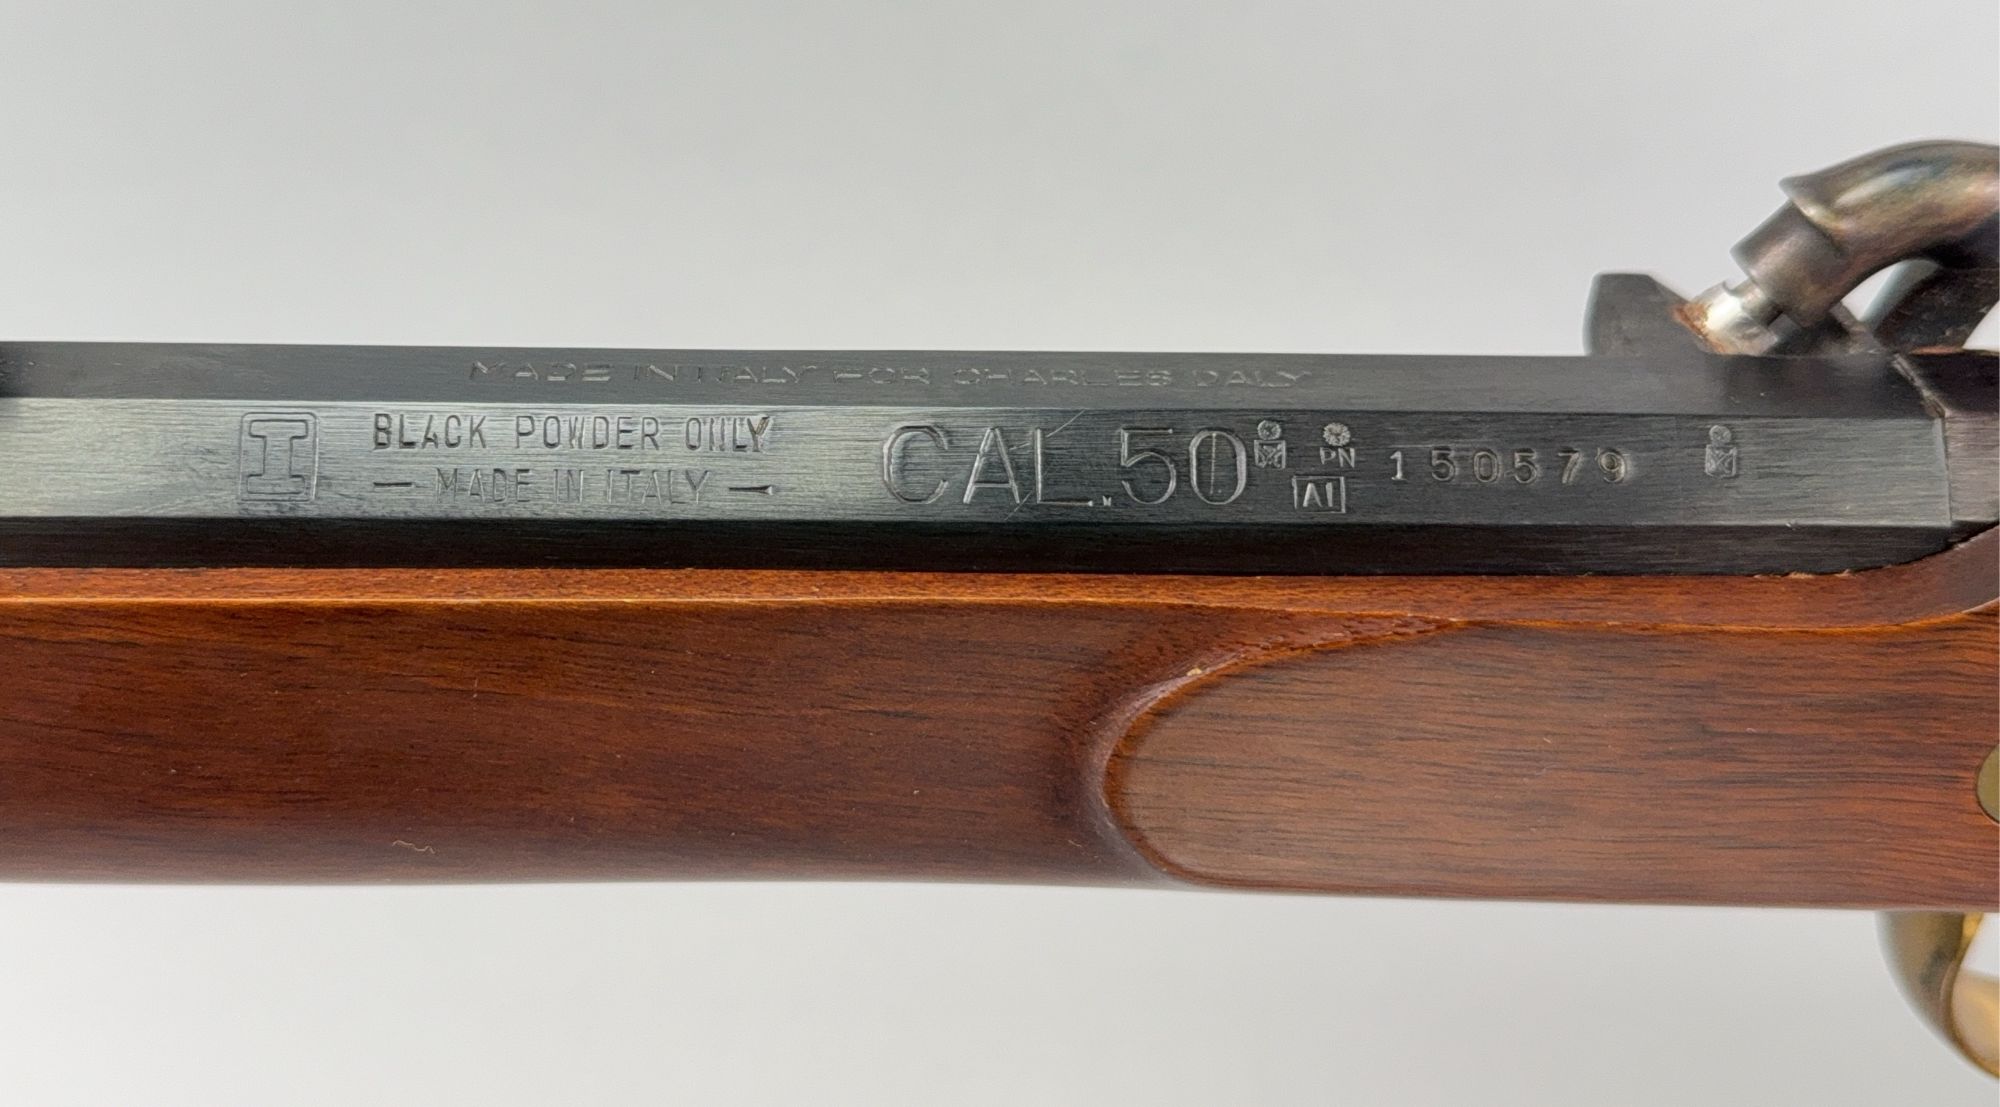 MADE IN ITALY FOR CHARLES DALY
I
BLACK POWDER ONLY
— MADE IN ITALY —
CAL. 50
PN
AI
150579